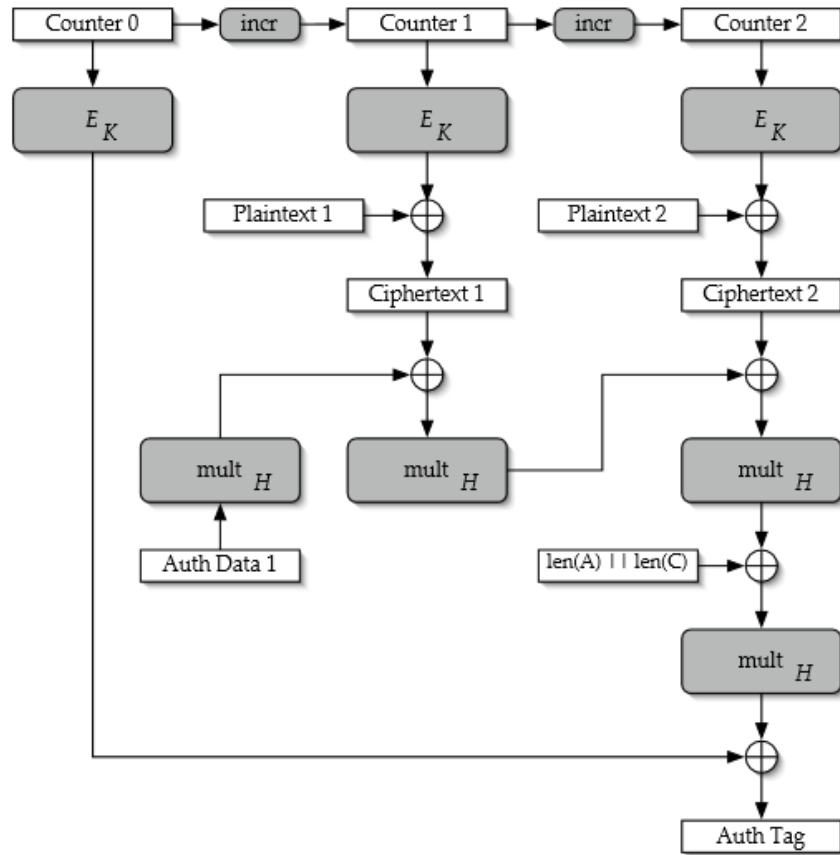 Counter 0
incr
Counter 1
incr
Counter 2
E K
E K
E K
Plaintext 1
Plaintext 2
Ciphertext 1
Ciphertext 2
mult H
mult H
mult H
Auth Data 1
len(A) || len(C)
mult H
Auth Tag